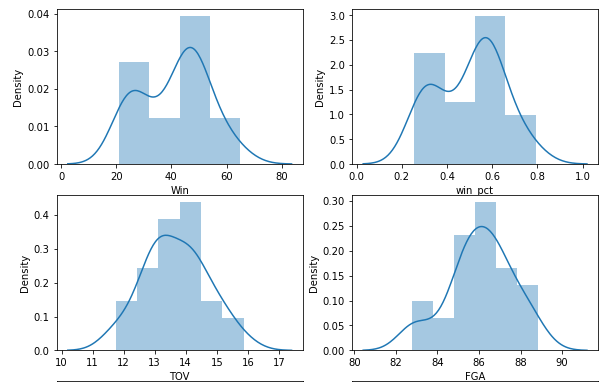 0.04
0.03
0.02
0.01
0.00
Density
0 20 40 60 80
Win
3.0
2.5
2.0
1.5
1.0
0.5
0.0
Density
0.0 0.2 0.4 0.6 0.8 1.0
win_pct
0.4
0.3
0.2
0.1
0.0
Density
10 11 12 13 14 15 16 17
TOV
0.30
0.25
0.20
0.15
0.10
0.05
0.00
Density
80 82 84 86 88 90
FGA